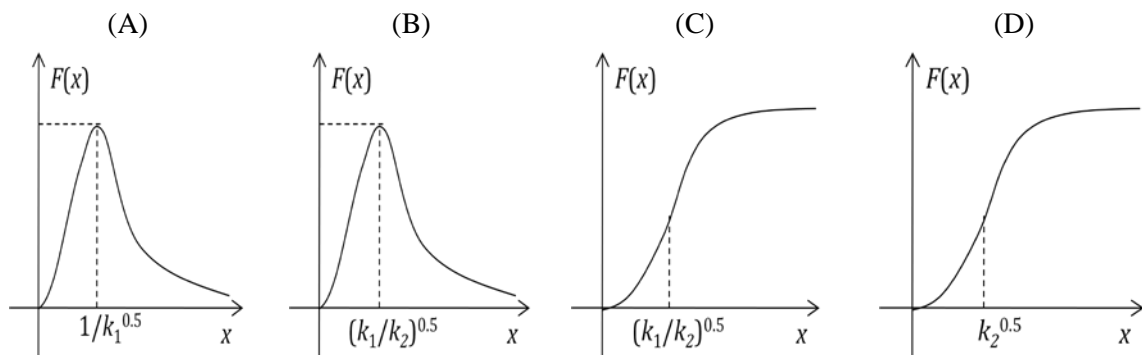 (A) (B) (C) (D)
F(x) F(x) F(x) F(x)
1/k₁^0.5 x (k₁/k₂)^0.5 x (k₁/k₂)^0.5 x k₂^0.5 x